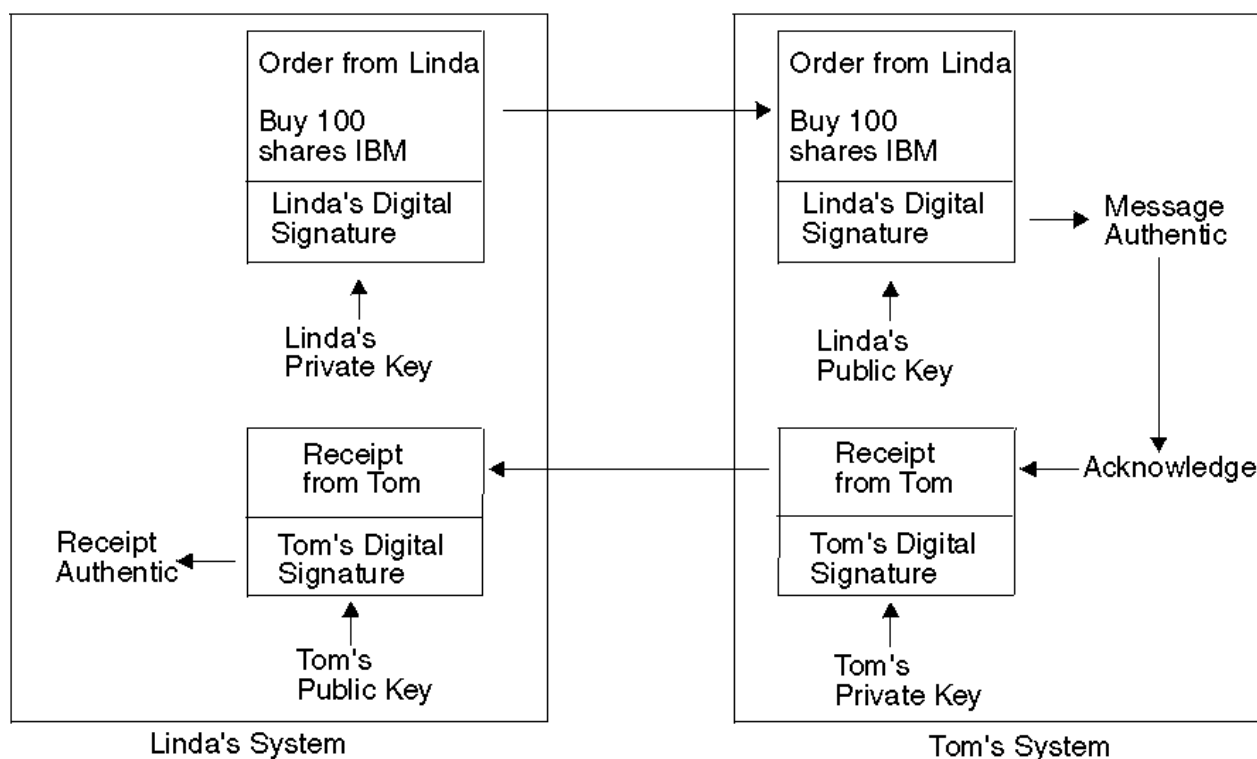 Order from Linda
Buy 100
shares IBM
Linda's Digital
Signature
Linda's
Private Key
Order from Linda
Buy 100
shares IBM
Linda's Digital
Signature
Message
Authentic
Linda's
Public Key
Receipt
from Tom
Tom's Digital
Signature
Receipt
Authentic
Tom's
Public Key
Receipt
from Tom
Acknowledge
Tom's Digital
Signature
Tom's
Private Key
Linda's System
Tom's System